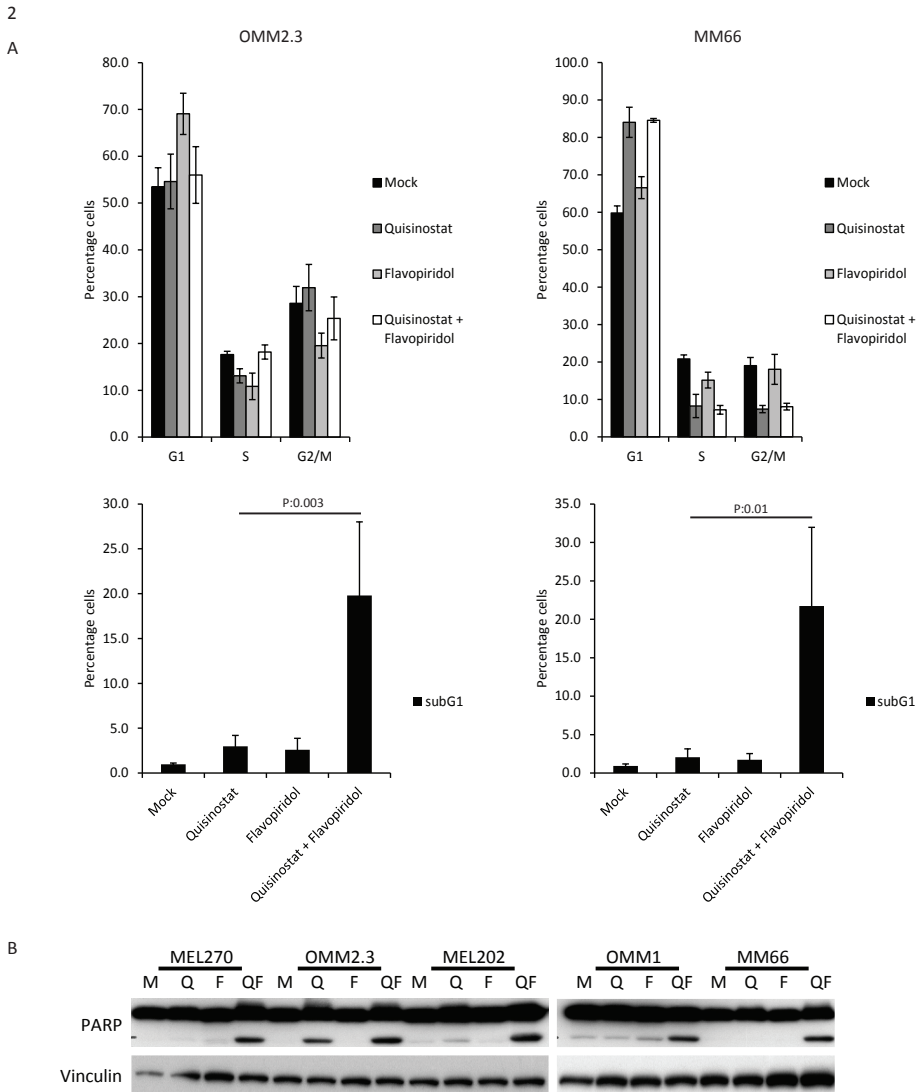 2
A
OMM2.3
Percentage cells
80.0
70.0
60.0
50.0
40.0
30.0
20.0
10.0
0.0
G1 S G2/M
Mock
Quisinostat
Flavopiridol
Quisinostat +
Flavopiridol
MM66
Percentage cells
100.0
90.0
80.0
70.0
60.0
50.0
40.0
30.0
20.0
10.0
0.0
G1 S G2/M
Mock
Quisinostat
Flavopiridol
Quisinostat +
Flavopiridol
Percentage cells
30.0
25.0
20.0
15.0
10.0
5.0
0.0
P:0.003
subG1
Mock
Quisinostat
Flavopiridol
Quisinostat + Flavopiridol
Percentage cells
35.0
30.0
25.0
20.0
15.0
10.0
5.0
0.0
P:0.01
subG1
Mock
Quisinostat
Flavopiridol
Quisinostat + Flavopiridol
B
MEL270 OMM2.3 MEL202 OMM1 MM66
M Q F QF M Q F QF M Q F QF M Q F QF M Q F QF
PARP
Vinculin